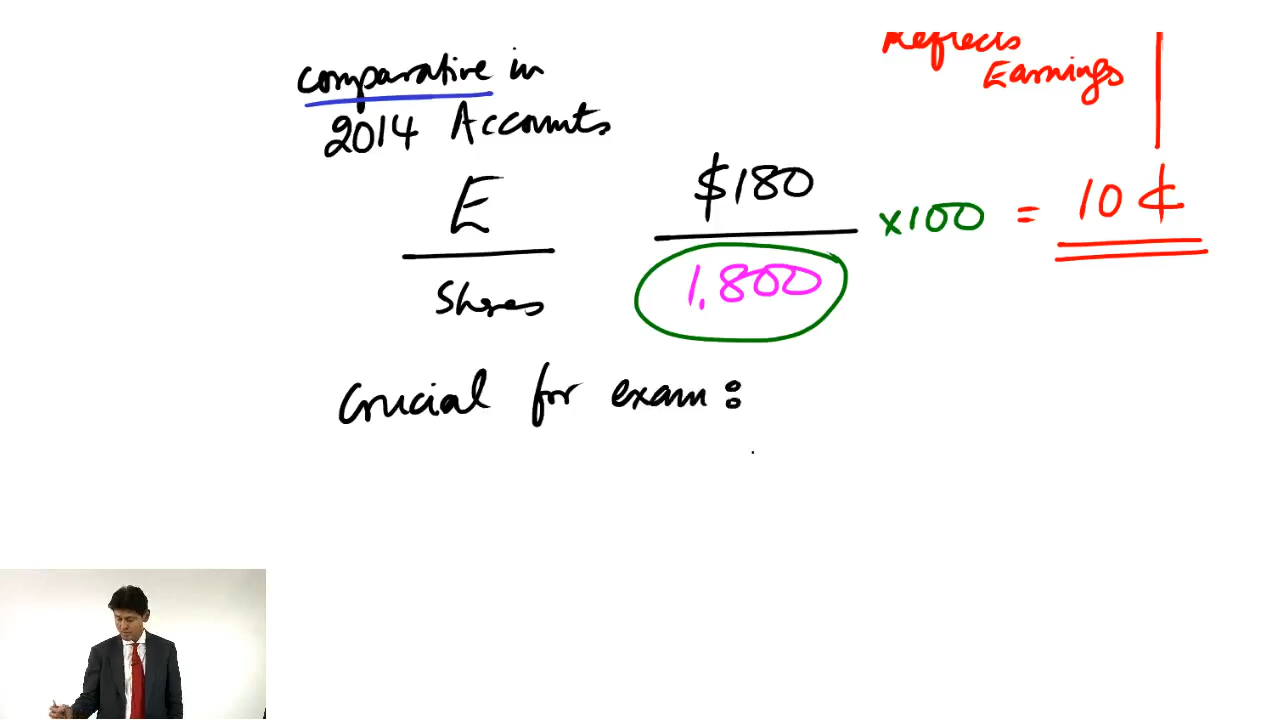 Reflects
Earnings
comparative in
2014 Accounts
E
Shares
$180
1,800
x100 = 10 ¢
Crucial for exam: